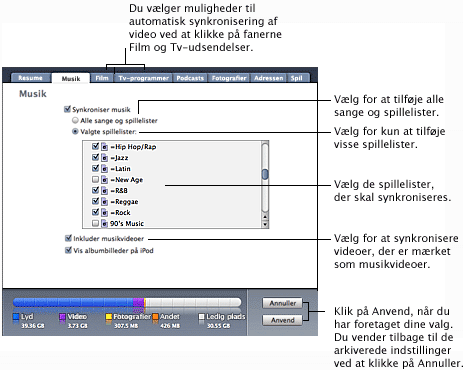 Du vælger muligheder til
automatisk synkronisering af
video ved at klikke på fanerne
Film og Tv-udsendelser.
Resume Musik Film Tv-programmer Podcasts Fotografier Adresser Spil
Musik
Synkroniser musik
Alle sange og spillelister
Valgte spillelister:
=Hip Hop/Rap
=Jazz
=Latin
=New Age
=R&B
=Reggae
=Rock
90's Music
Inkluder musikvideoer
Vis albumbilleder på iPod
Vælg for at tilføje alle
sange og spillelister.
Vælg for kun at tilføje
visse spillelister.
Vælg de spillelister,
der skal synkroniseres.
Vælg for at synkronisere
videoer, der er mærket
som musikvideoer.
Annuller
Anvend
Lyd Video Fotografier Andet Ledig plads
39.36 GB 3.73 GB 307.5 MB 426 MB 30.55 GB
Klik på Anvend, når du
har foretaget dine valg.
Du vender tilbage til de
arkiverede indstillinger
ved at klikke på Annuller.